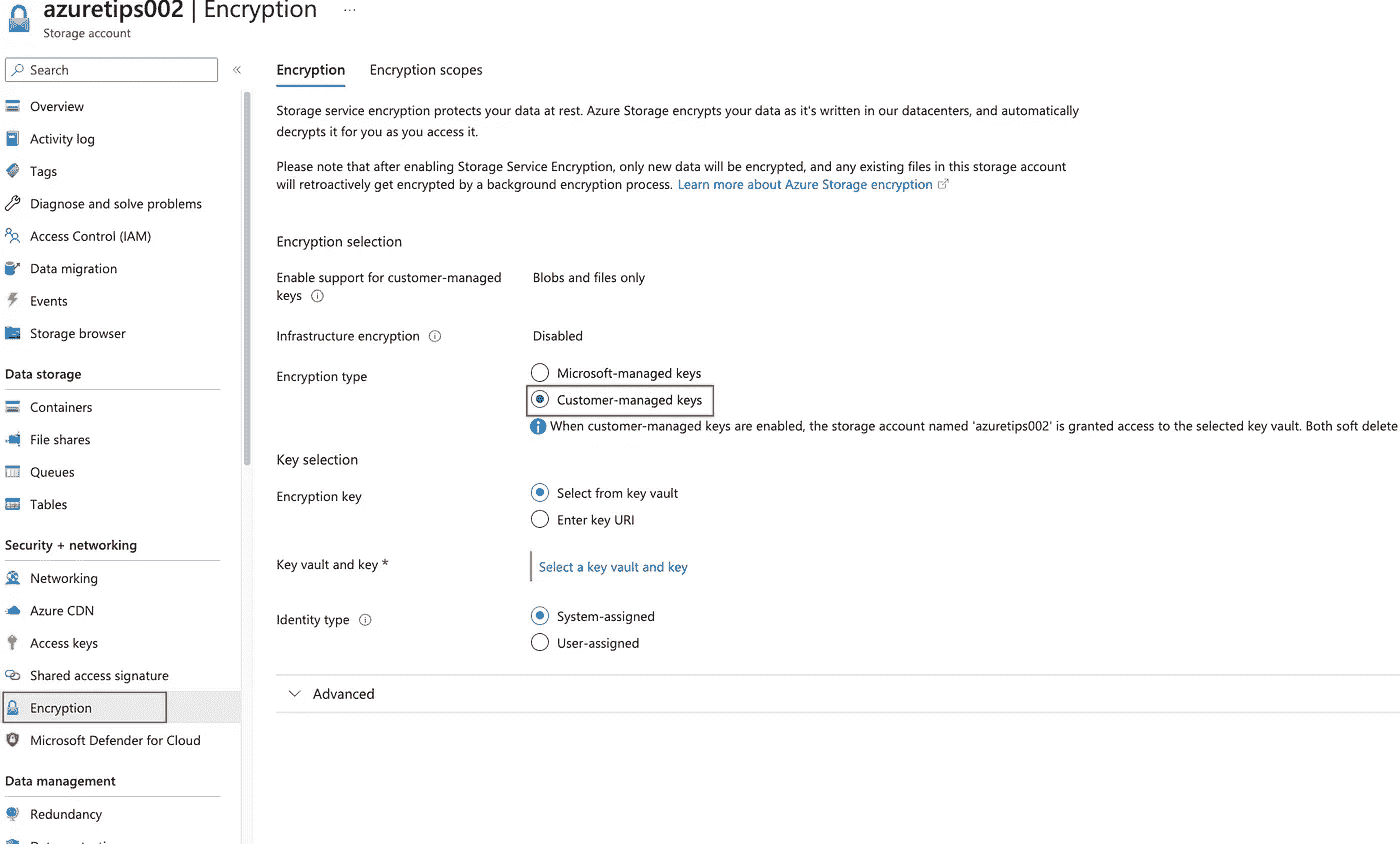 azuretips002 | Encryption ...
Storage account
Search
«
Overview
Activity log
Tags
Diagnose and solve problems
Access Control (IAM)
Data migration
Events
Storage browser
Data storage
Containers
File shares
Queues
Tables
Security + networking
Networking
Azure CDN
Access keys
Shared access signature
Encryption
Microsoft Defender for Cloud
Data management
Redundancy
Encryption Encryption scopes
Storage service encryption protects your data at rest. Azure Storage encrypts your data as it's written in our datacenters, and automatically
decrypts it for you as you access it.
Please note that after enabling Storage Service Encryption, only new data will be encrypted, and any existing files in this storage account
will retroactively get encrypted by a background encryption process. Learn more about Azure Storage encryption
Encryption selection
Enable support for customer-managed
keys
Blobs and files only
Infrastructure encryption
Disabled
Encryption type
Microsoft-managed keys
Customer-managed keys
When customer-managed keys are enabled, the storage account named 'azuretips002' is granted access to the selected key vault. Both soft delete
Key selection
Encryption key
Select from key vault
Enter key URI
Key vault and key *
Select a key vault and key
Identity type
System-assigned
User-assigned
Advanced